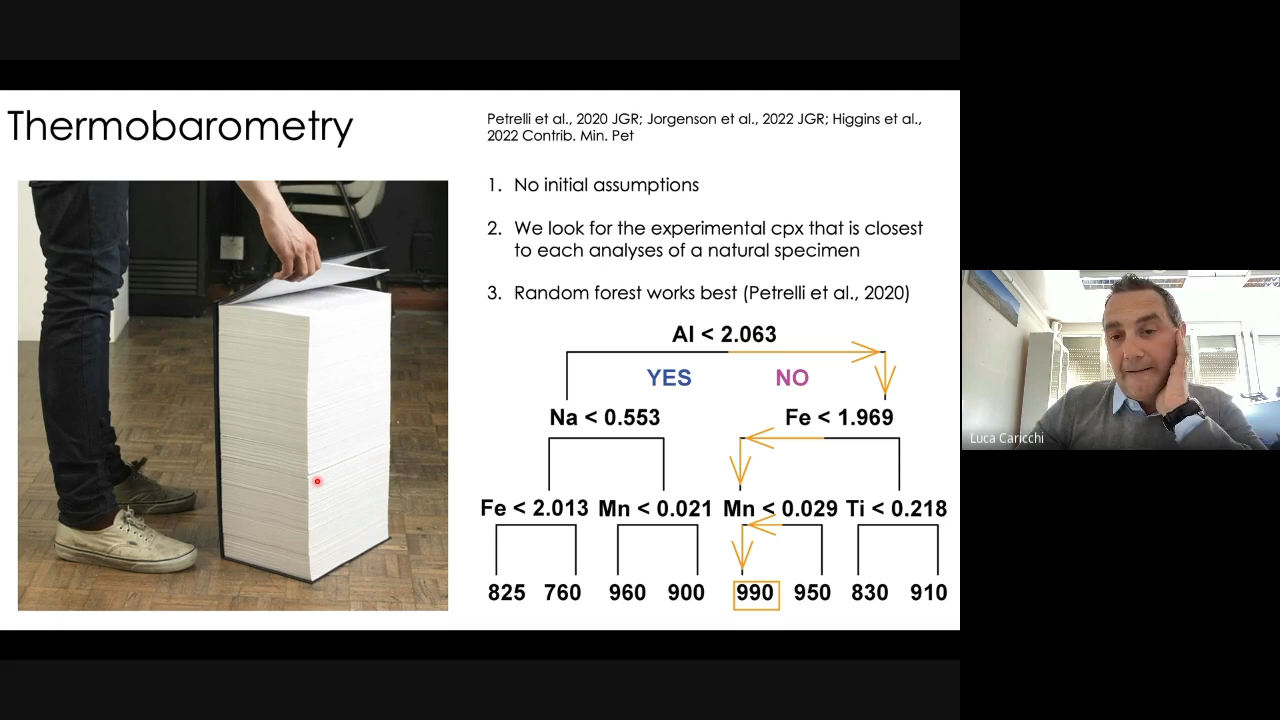 Thermobarometry
Petrelli et al., 2020 JGR; Jorgenson et al., 2022 JGR; Higgins et al.,
2022 Contrib. Min. Pet
1. No initial assumptions
2. We look for the experimental cpx that is closest
to each analyses of a natural specimen
3. Random forest works best (Petrelli et al., 2020)
Al < 2.063
YES NO
Na < 0.553 Fe < 1.969
Fe < 2.013 Mn < 0.021 Mn < 0.029 Ti < 0.218
825 760 960 900 990 950 830 910
Luca Caricchi